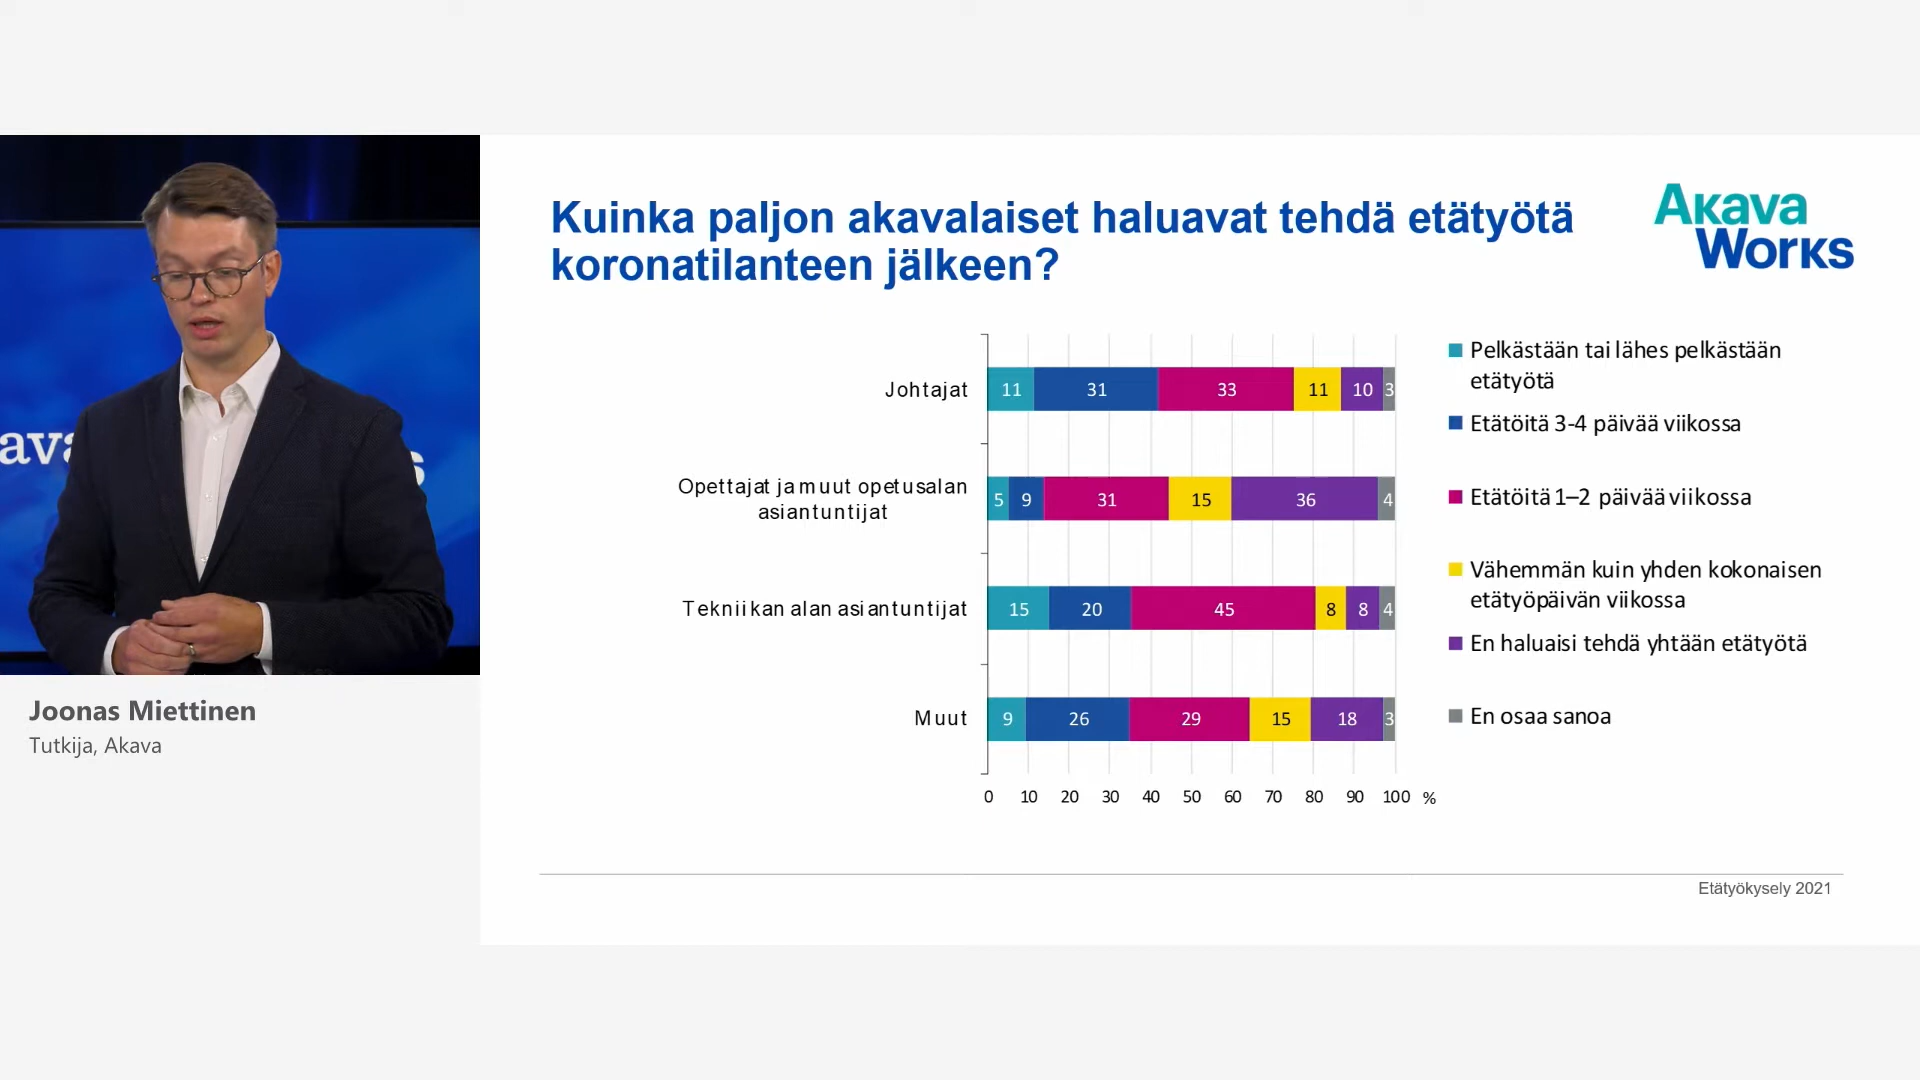 Kuinka paljon akavalaiset haluavat tehdä etätyötä
koronatilanteen jälkeen?
Akava
Works
Johtajat
11 31 33 11 10 3
Opettajat ja muut opetusalan
asiantuntijat
5 9 31 15 36 4
Tekniikan alan asiantuntijat
15 20 45 8 8 4
Muut
9 26 29 15 18 3
0 10 20 30 40 50 60 70 80 90 100 %
Pelkästään tai lähes pelkästään
etätyötä
Etätöitä 3-4 päivää viikossa
Etätöitä 1–2 päivää viikossa
Vähemmän kuin yhden kokonaisen
etätyöpäivän viikossa
En haluaisi tehdä yhtään etätyötä
En osaa sanoa
Etätyökysely 2021
Joonas Miettinen
Tutkija, Akava